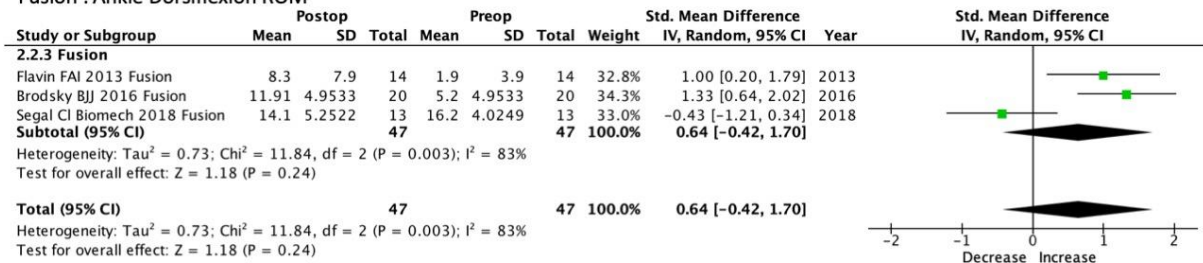 Fusion : Ankle Dorsiflexion ROM
Postop Preop Std. Mean Difference Std. Mean Difference
Study or Subgroup Mean SD Total Mean SD Total Weight IV, Random, 95% CI Year IV, Random, 95% CI
2.2.3 Fusion
Flavin FAI 2013 Fusion 8.3 7.9 14 1.9 3.9 14 32.8% 1.00 [0.20, 1.79] 2013
Brodsky BJJ 2016 Fusion 11.91 4.9533 20 5.2 4.9533 20 34.3% 1.33 [0.64, 2.02] 2016
Segal Cl Biomech 2018 Fusion 14.1 5.2522 13 16.2 4.0249 13 33.0% -0.43 [-1.21, 0.34] 2018
Subtotal (95% CI) 47 47 100.0% 0.64 [-0.42, 1.70]
Heterogeneity: Tau² = 0.73; Chi² = 11.84, df = 2 (P = 0.003); I² = 83%
Test for overall effect: Z = 1.18 (P = 0.24)
Total (95% CI) 47 47 100.0% 0.64 [-0.42, 1.70]
Heterogeneity: Tau² = 0.73; Chi² = 11.84, df = 2 (P = 0.003); I² = 83%
Test for overall effect: Z = 1.18 (P = 0.24)
-2 -1 0 1 2
Decrease Increase